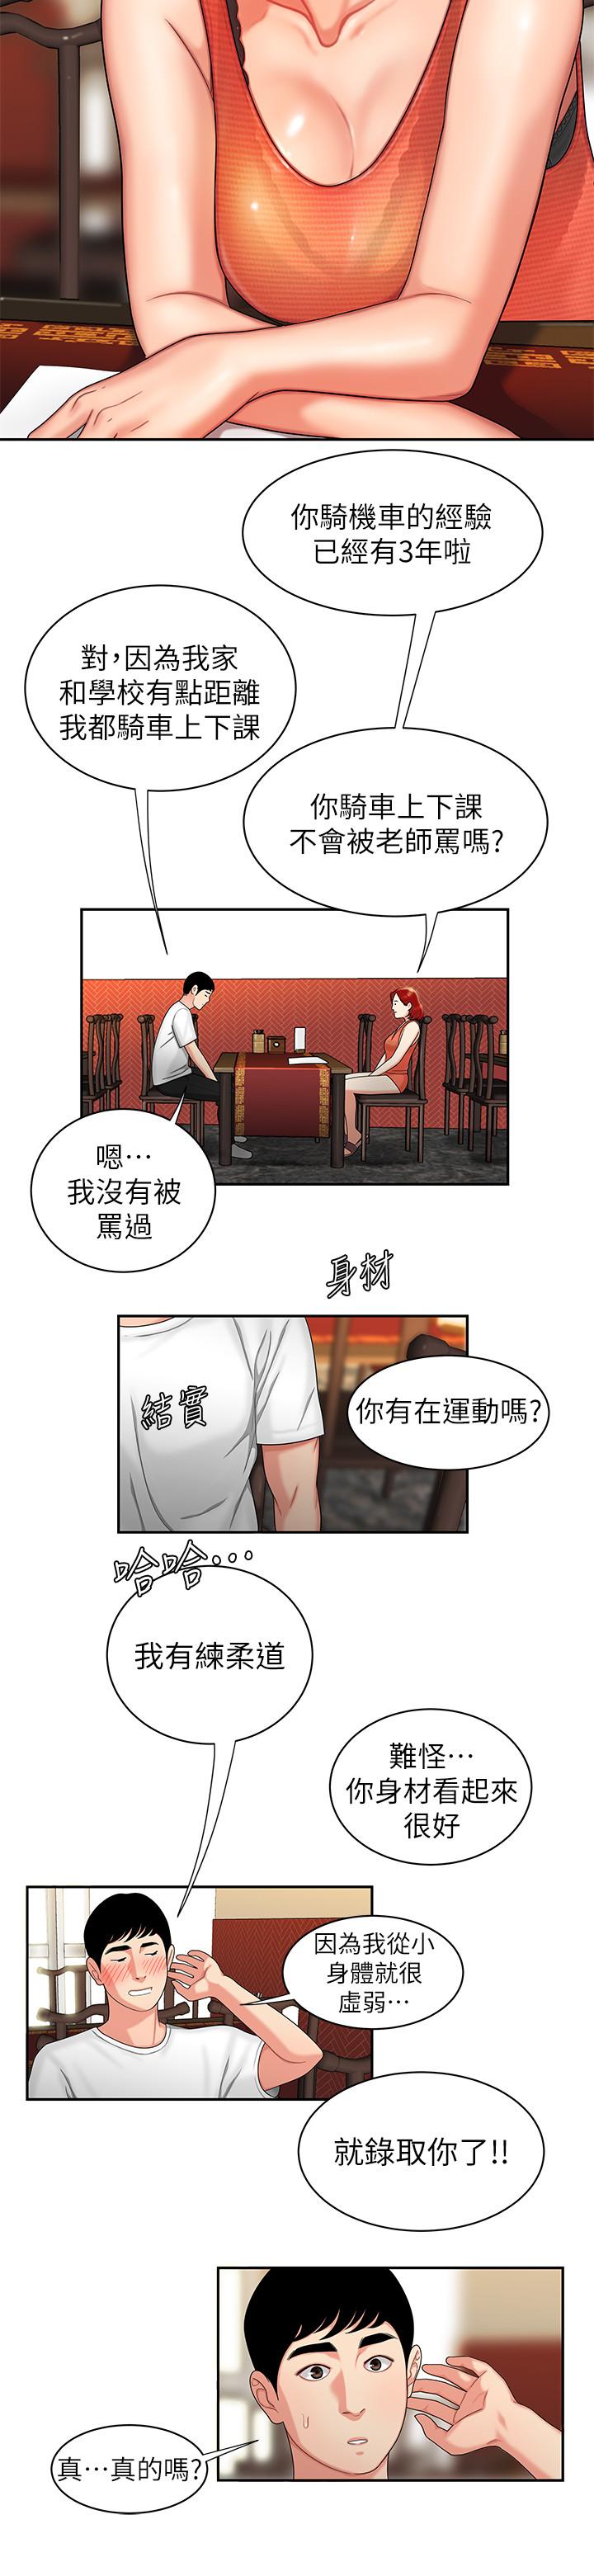 你騎機車的經驗
已經有3年啦
對，因為我家
和學校有點距離
我都騎車上下課
你騎車上下課
不會被老師罵嗎?
嗯…
我沒有被
罵過
身材
結實
你有在運動嗎?
哈哈…
我有練柔道
難怪…
你身材看起來
很好
因為我從小
身體就很
虛弱…
就錄取你了!!
真…真的嗎?